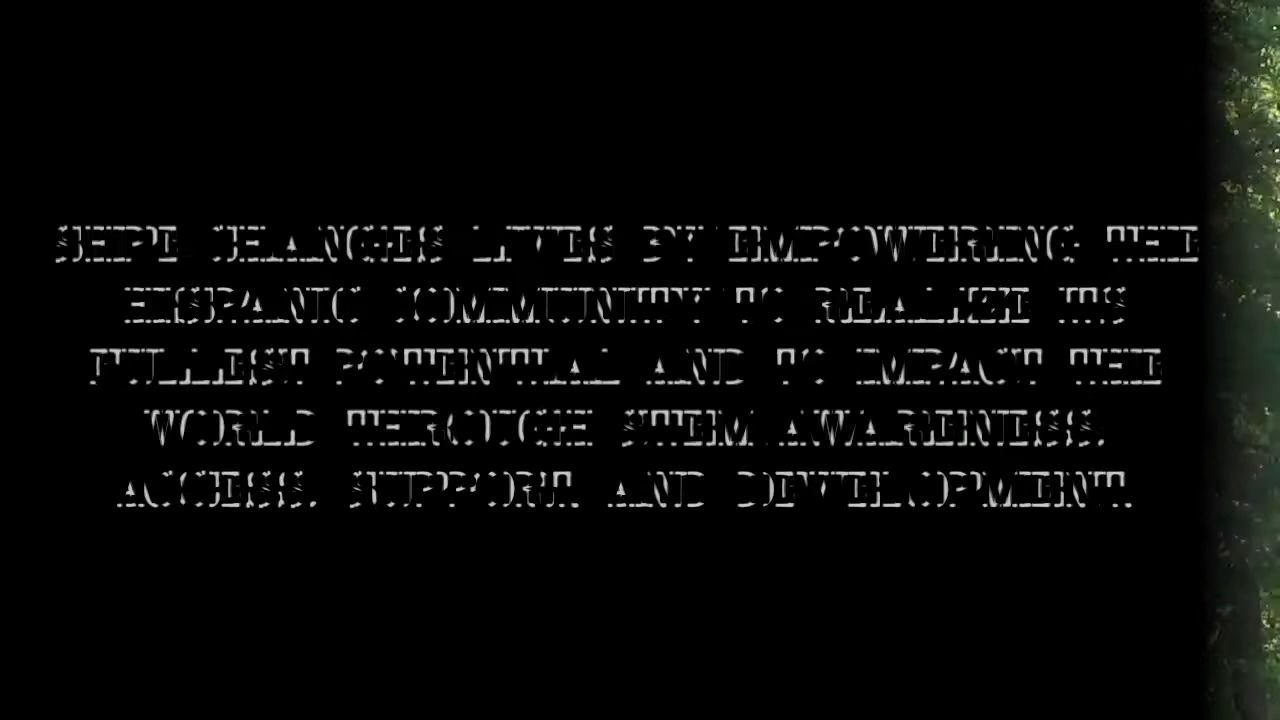 SHPE CHANGES LIVES BY EMPOWERING THE
HISPANIC COMMUNITY TO REALIZE ITS
FULLEST POTENTIAL AND TO IMPACT THE
WORLD THROUGH STEM AWARENESS,
ACCESS, SUPPORT AND DEVELOPMENT.